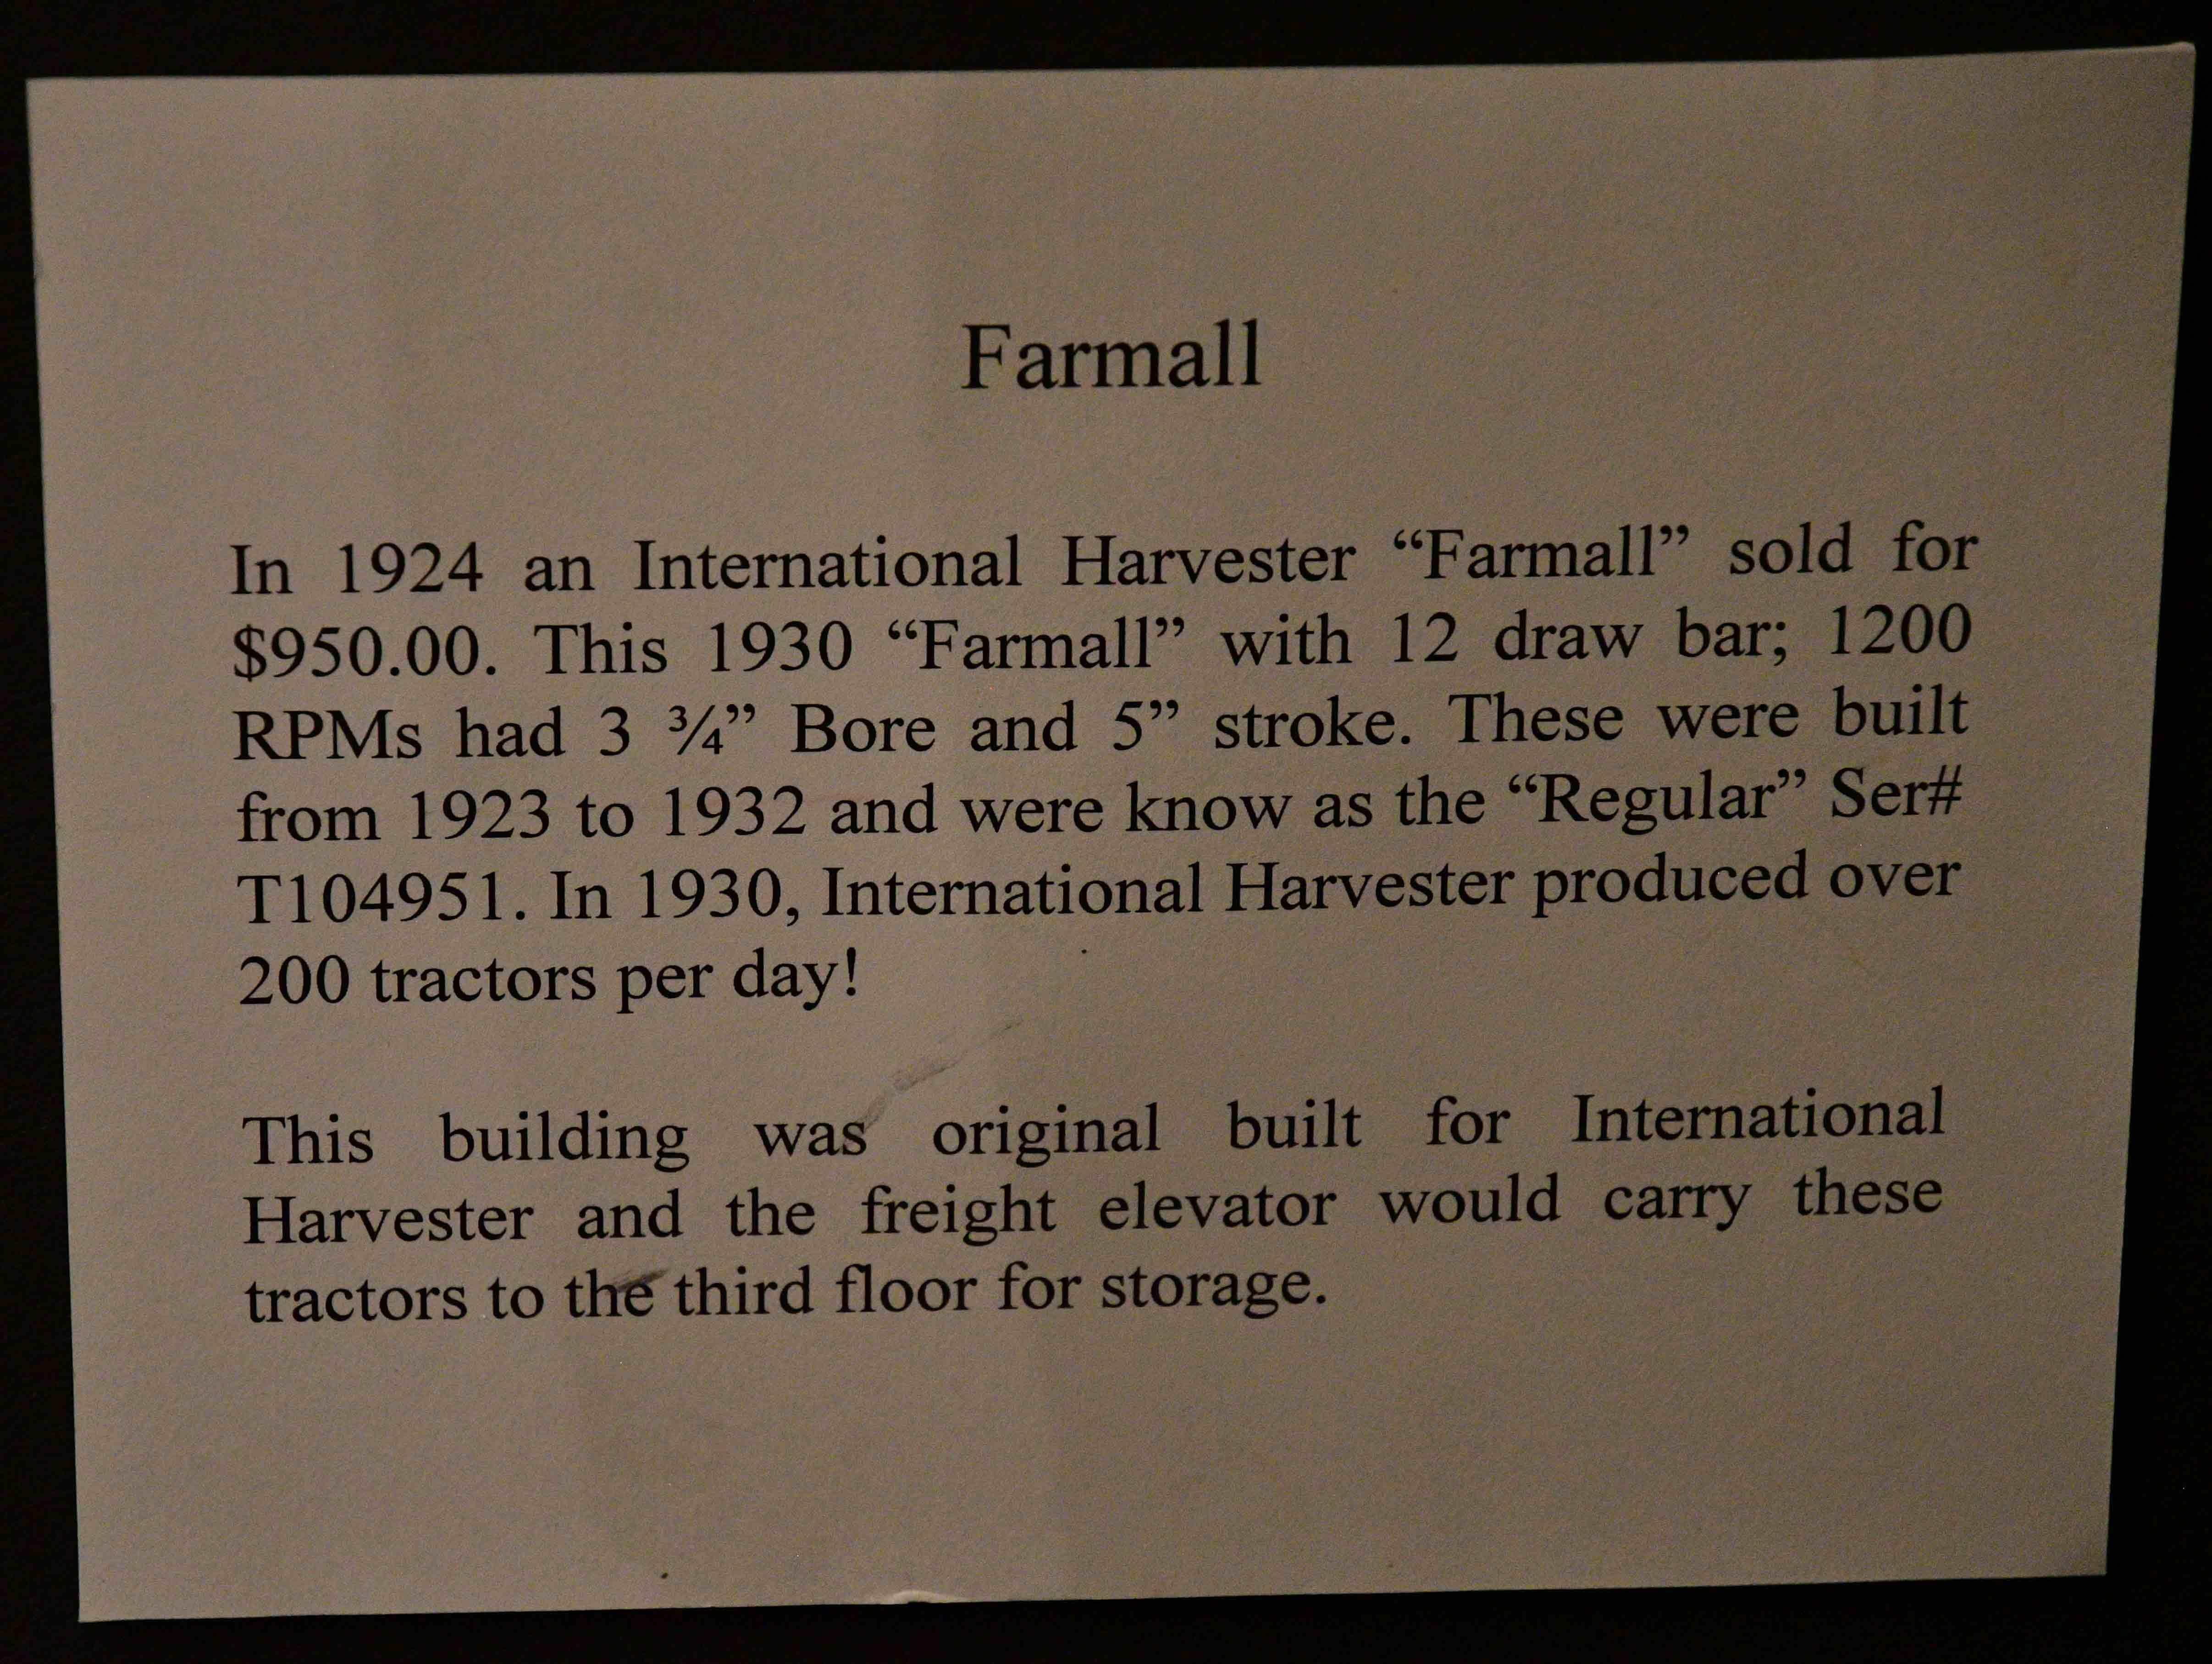 Farmall
In 1924 an International Harvester “Farmall” sold for
$950.00. This 1930 “Farmall” with 12 draw bar; 1200
RPMs had 3 ¾” Bore and 5” stroke. These were built
from 1923 to 1932 and were know as the “Regular” Ser#
T104951. In 1930, International Harvester produced over
200 tractors per day!
This building was original built for International
Harvester and the freight elevator would carry these
tractors to the third floor for storage.